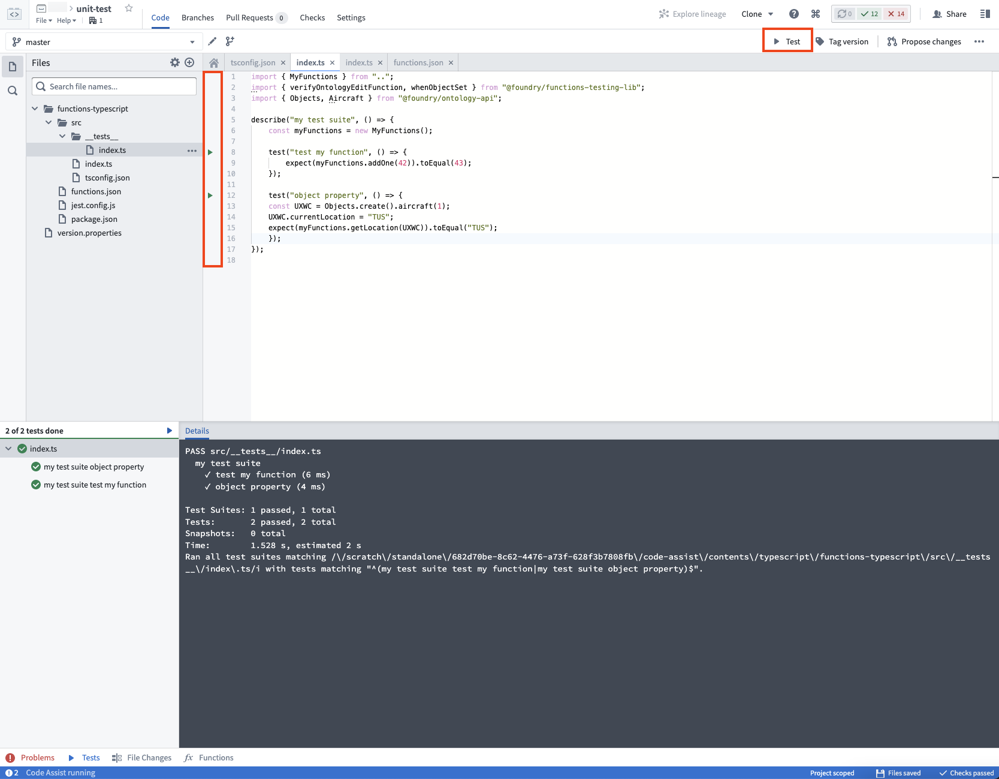 unit-test
File Help 1
Code Branches Pull Requests 0 Checks Settings
Explore lineage Clone 0 12 14 Share
master
Test Tag version Propose changes
Files
Search file names...
functions-typescript
src
__tests__
index.ts
index.ts
tsconfig.json
functions.json
jest.config.js
package.json
version.properties
tsconfig.json index.ts index.ts functions.json
1 import { MyFunctions } from "..";
2 import { verifyOntologyEditFunction, whenObjectSet } from "@foundry/functions-testing-lib";
3 import { Objects, Aircraft } from "@foundry/ontology-api";
4
5 describe("my test suite", () => {
6 const myFunctions = new MyFunctions();
7
8 test("test my function", () => {
9 expect(myFunctions.addOne(42)).toEqual(43);
10 });
11
12 test("object property", () => {
13 const UXWC = Objects.create().aircraft(1);
14 UXWC.currentLocation = "TUS";
15 expect(myFunctions.getLocation(UXWC)).toEqual("TUS");
16 });
17 });
18
2 of 2 tests done
index.ts
my test suite object property
my test suite test my function
Details
PASS src/__tests__/index.ts
my test suite
✓ test my function (6 ms)
✓ object property (4 ms)
Test Suites: 1 passed, 1 total
Tests: 2 passed, 2 total
Snapshots: 0 total
Time: 1.528 s, estimated 2 s
Ran all test suites matching /\/scratch\/standalone\/682d70be-8c62-4476-a73f-628f3b7808fb\/code-assist\/contents\/typescript\/functions-typescript\/src\/__tests
__\/index\.ts/i with tests matching "^(my test suite test my function|my test suite object property)$".
Problems Tests File Changes fx Functions
2 Code Assist running Project scoped Files saved Checks passed